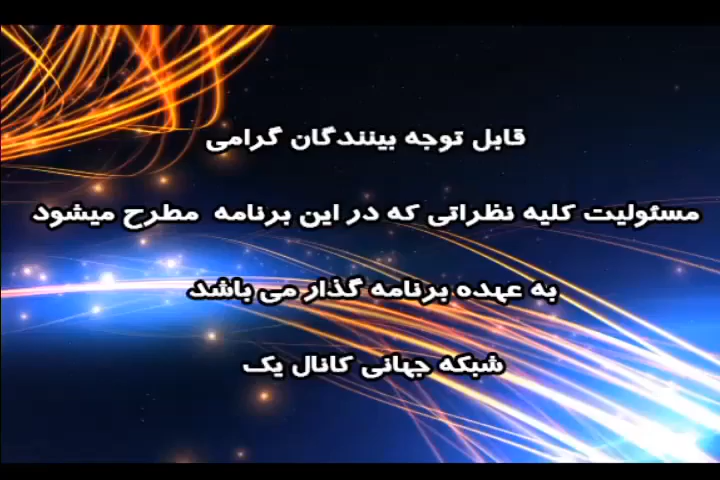 قابل توجه بینندگان گرامی
مسئولیت کلیه نظراتی که در این برنامه مطرح میشود
به عهده برنامه گذار می باشد
شبکه جهانی کانال یک